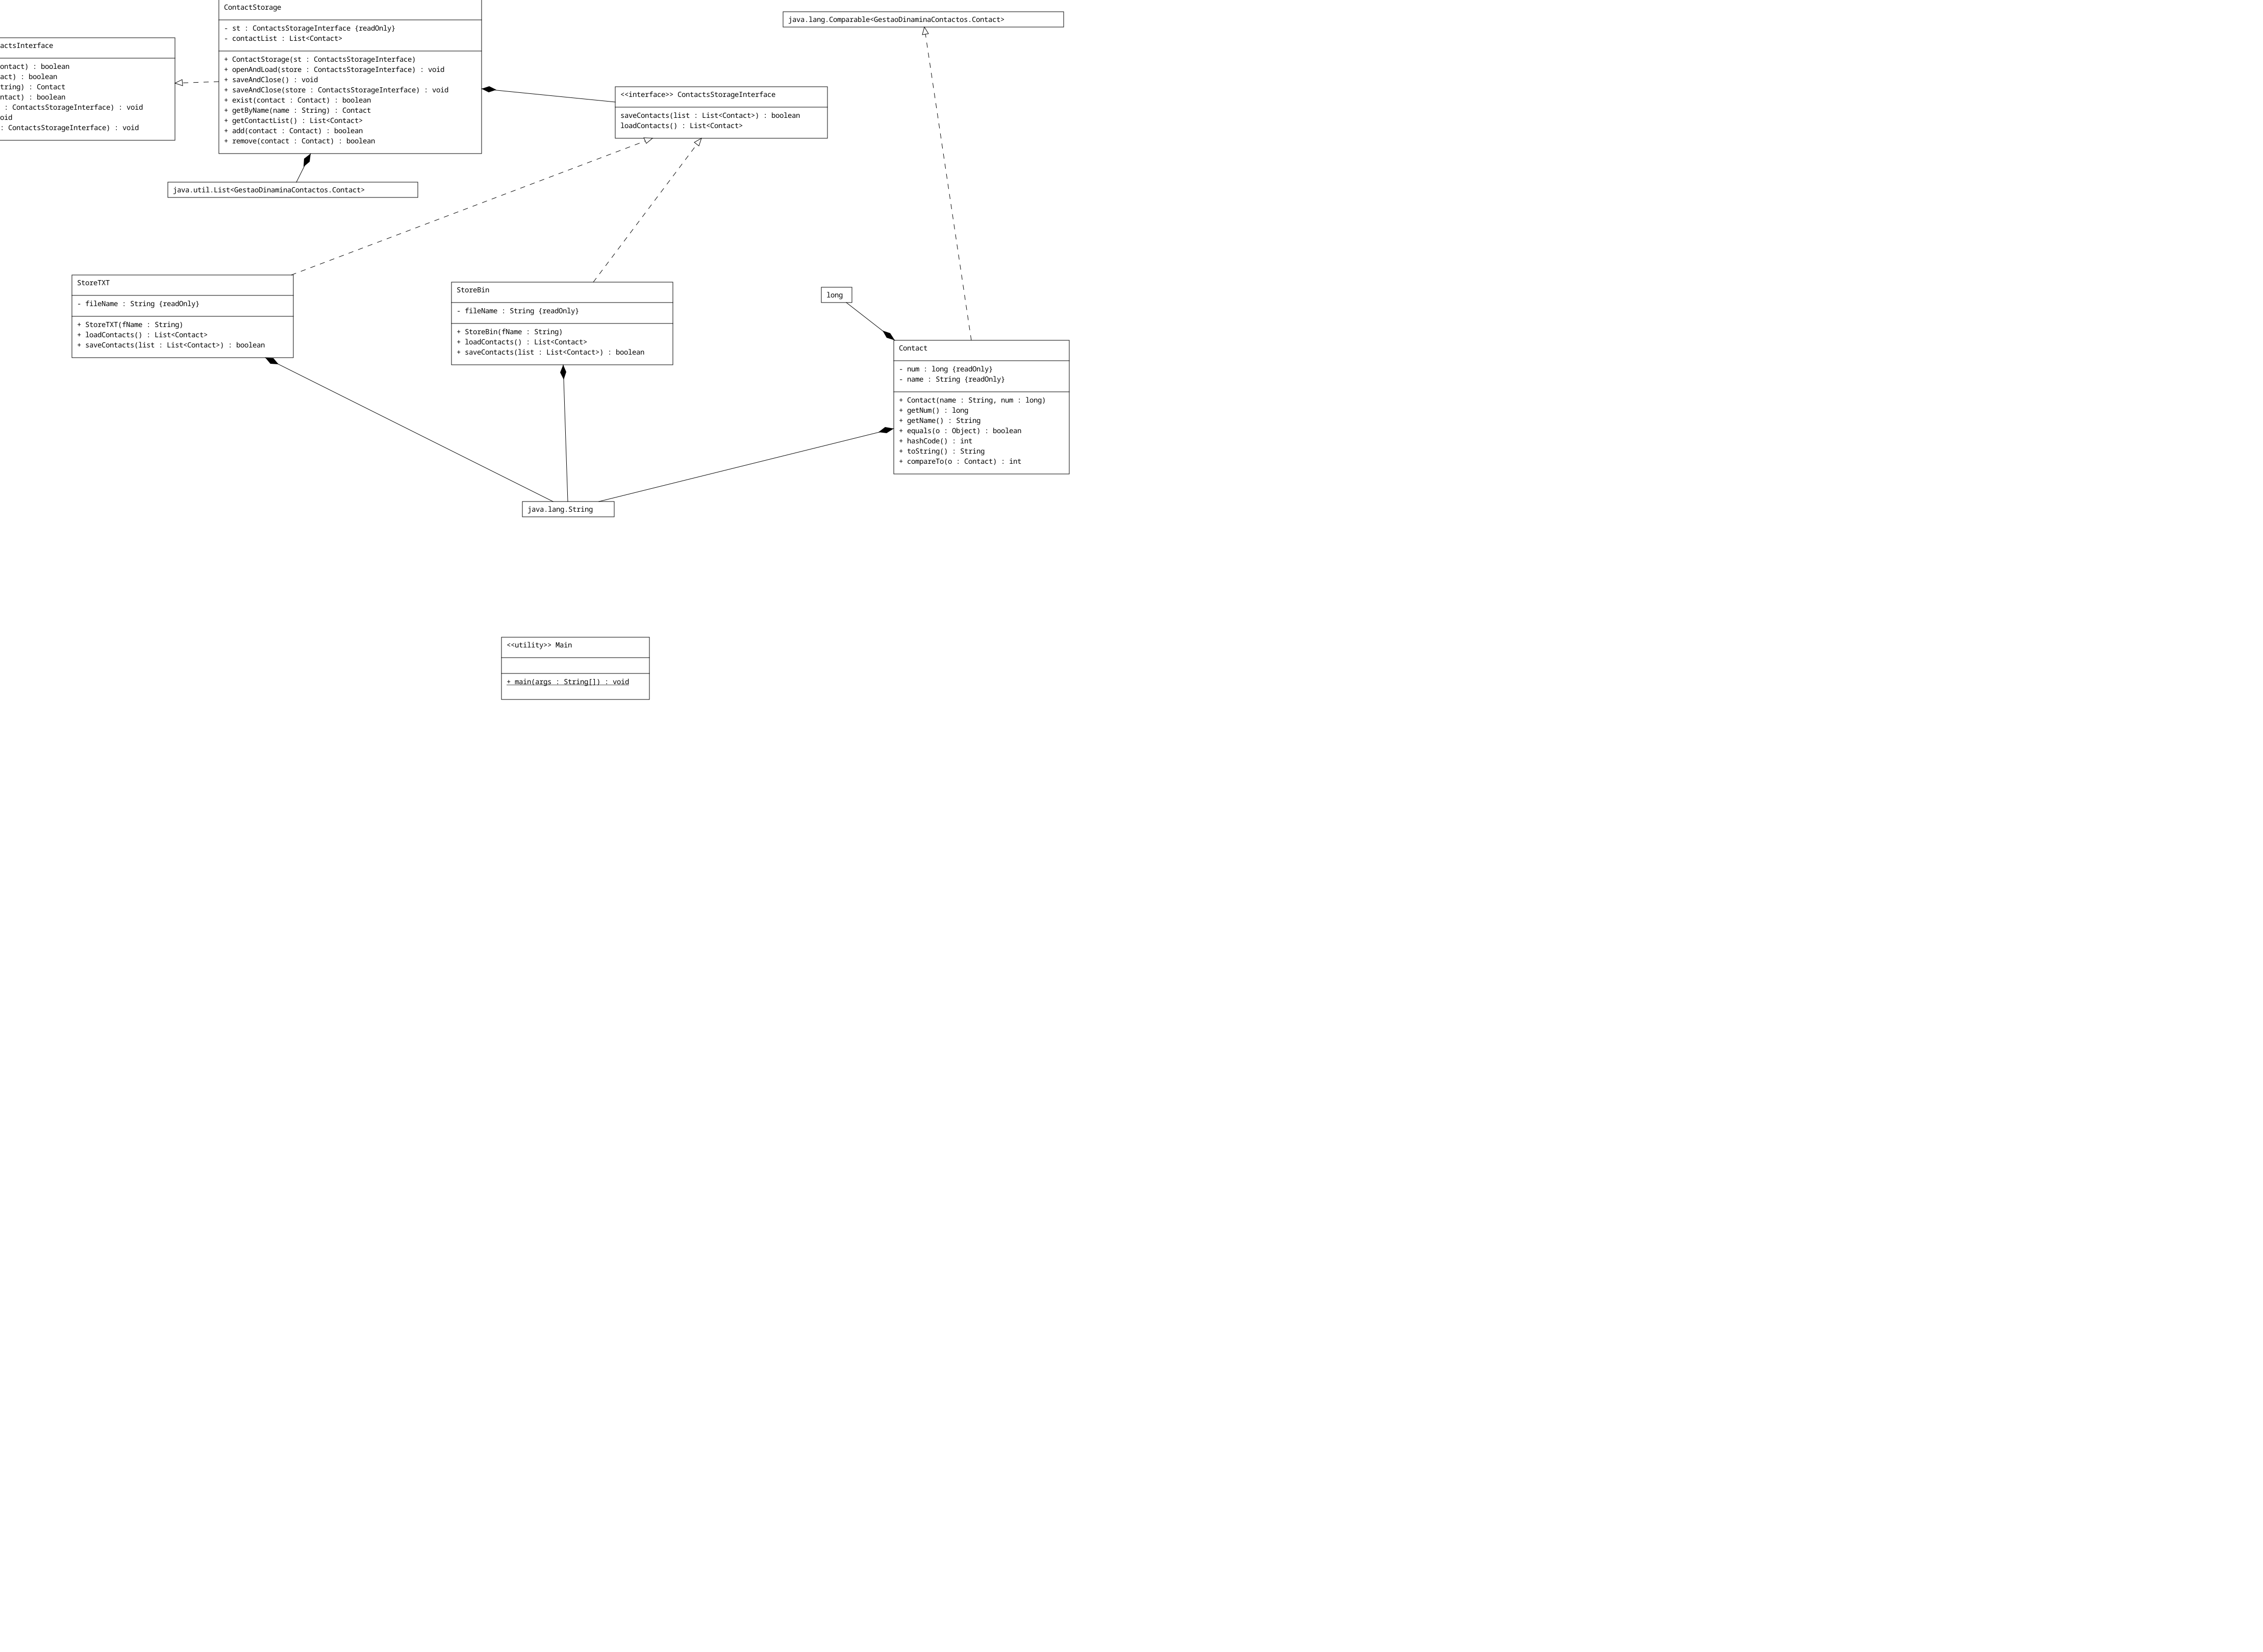 ContactStorage
- st : ContactsStorageInterface {readOnly}
- contactList : List<Contact>
+ ContactStorage(st : ContactsStorageInterface)
+ openAndLoad(store : ContactsStorageInterface) : void
+ saveAndClose() : void
+ saveAndClose(store : ContactsStorageInterface) : void
+ exist(contact : Contact) : boolean
+ getByName(name : String) : Contact
+ getContactList() : List<Contact>
+ add(contact : Contact) : boolean
+ remove(contact : Contact) : boolean
java.lang.Comparable<GestaoDinaminaContactos.Contact>
actsInterface
ontact) : boolean
act) : boolean
tring) : Contact
ntact) : boolean
: ContactsStorageInterface) : void
oid
: ContactsStorageInterface) : void
<<interface>> ContactsStorageInterface
saveContacts(list : List<Contact>) : boolean
loadContacts() : List<Contact>
java.util.List<GestaoDinaminaContactos.Contact>
StoreTXT
- fileName : String {readOnly}
+ StoreTXT(fName : String)
+ loadContacts() : List<Contact>
+ saveContacts(list : List<Contact>) : boolean
StoreBin
- fileName : String {readOnly}
+ StoreBin(fName : String)
+ loadContacts() : List<Contact>
+ saveContacts(list : List<Contact>) : boolean
long
Contact
- num : long {readOnly}
- name : String {readOnly}
+ Contact(name : String, num : long)
+ getNum() : long
+ getName() : String
+ equals(o : Object) : boolean
+ hashCode() : int
+ toString() : String
+ compareTo(o : Contact) : int
java.lang.String
<<utility>> Main
+ main(args : String[]) : void